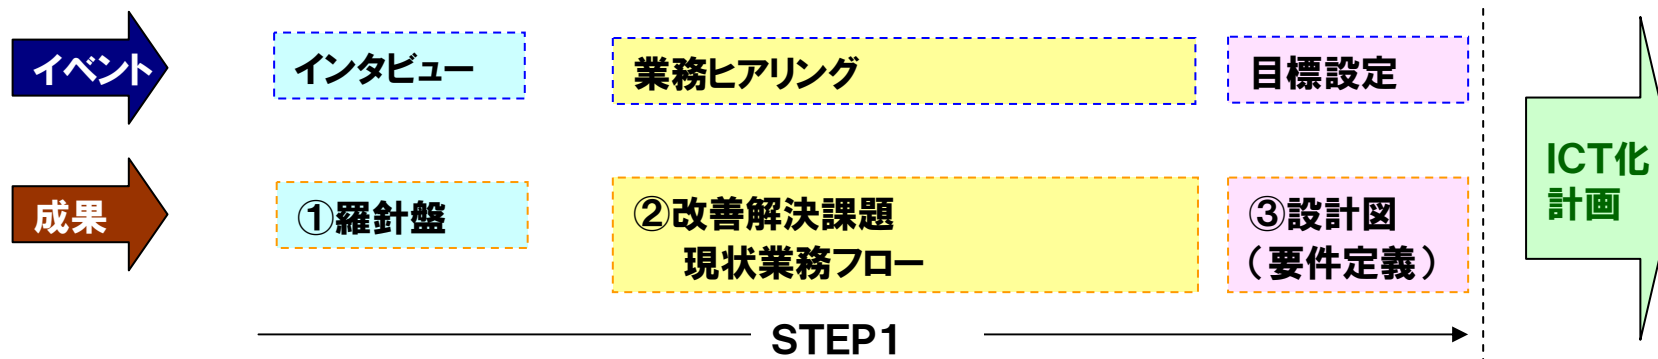 イベント
インタビュー
業務ヒアリング
目標設定
成果
①羅針盤
②改善解決課題
現状業務フロー
③設計図
(要件定義)
ICT化
計画
STEP1